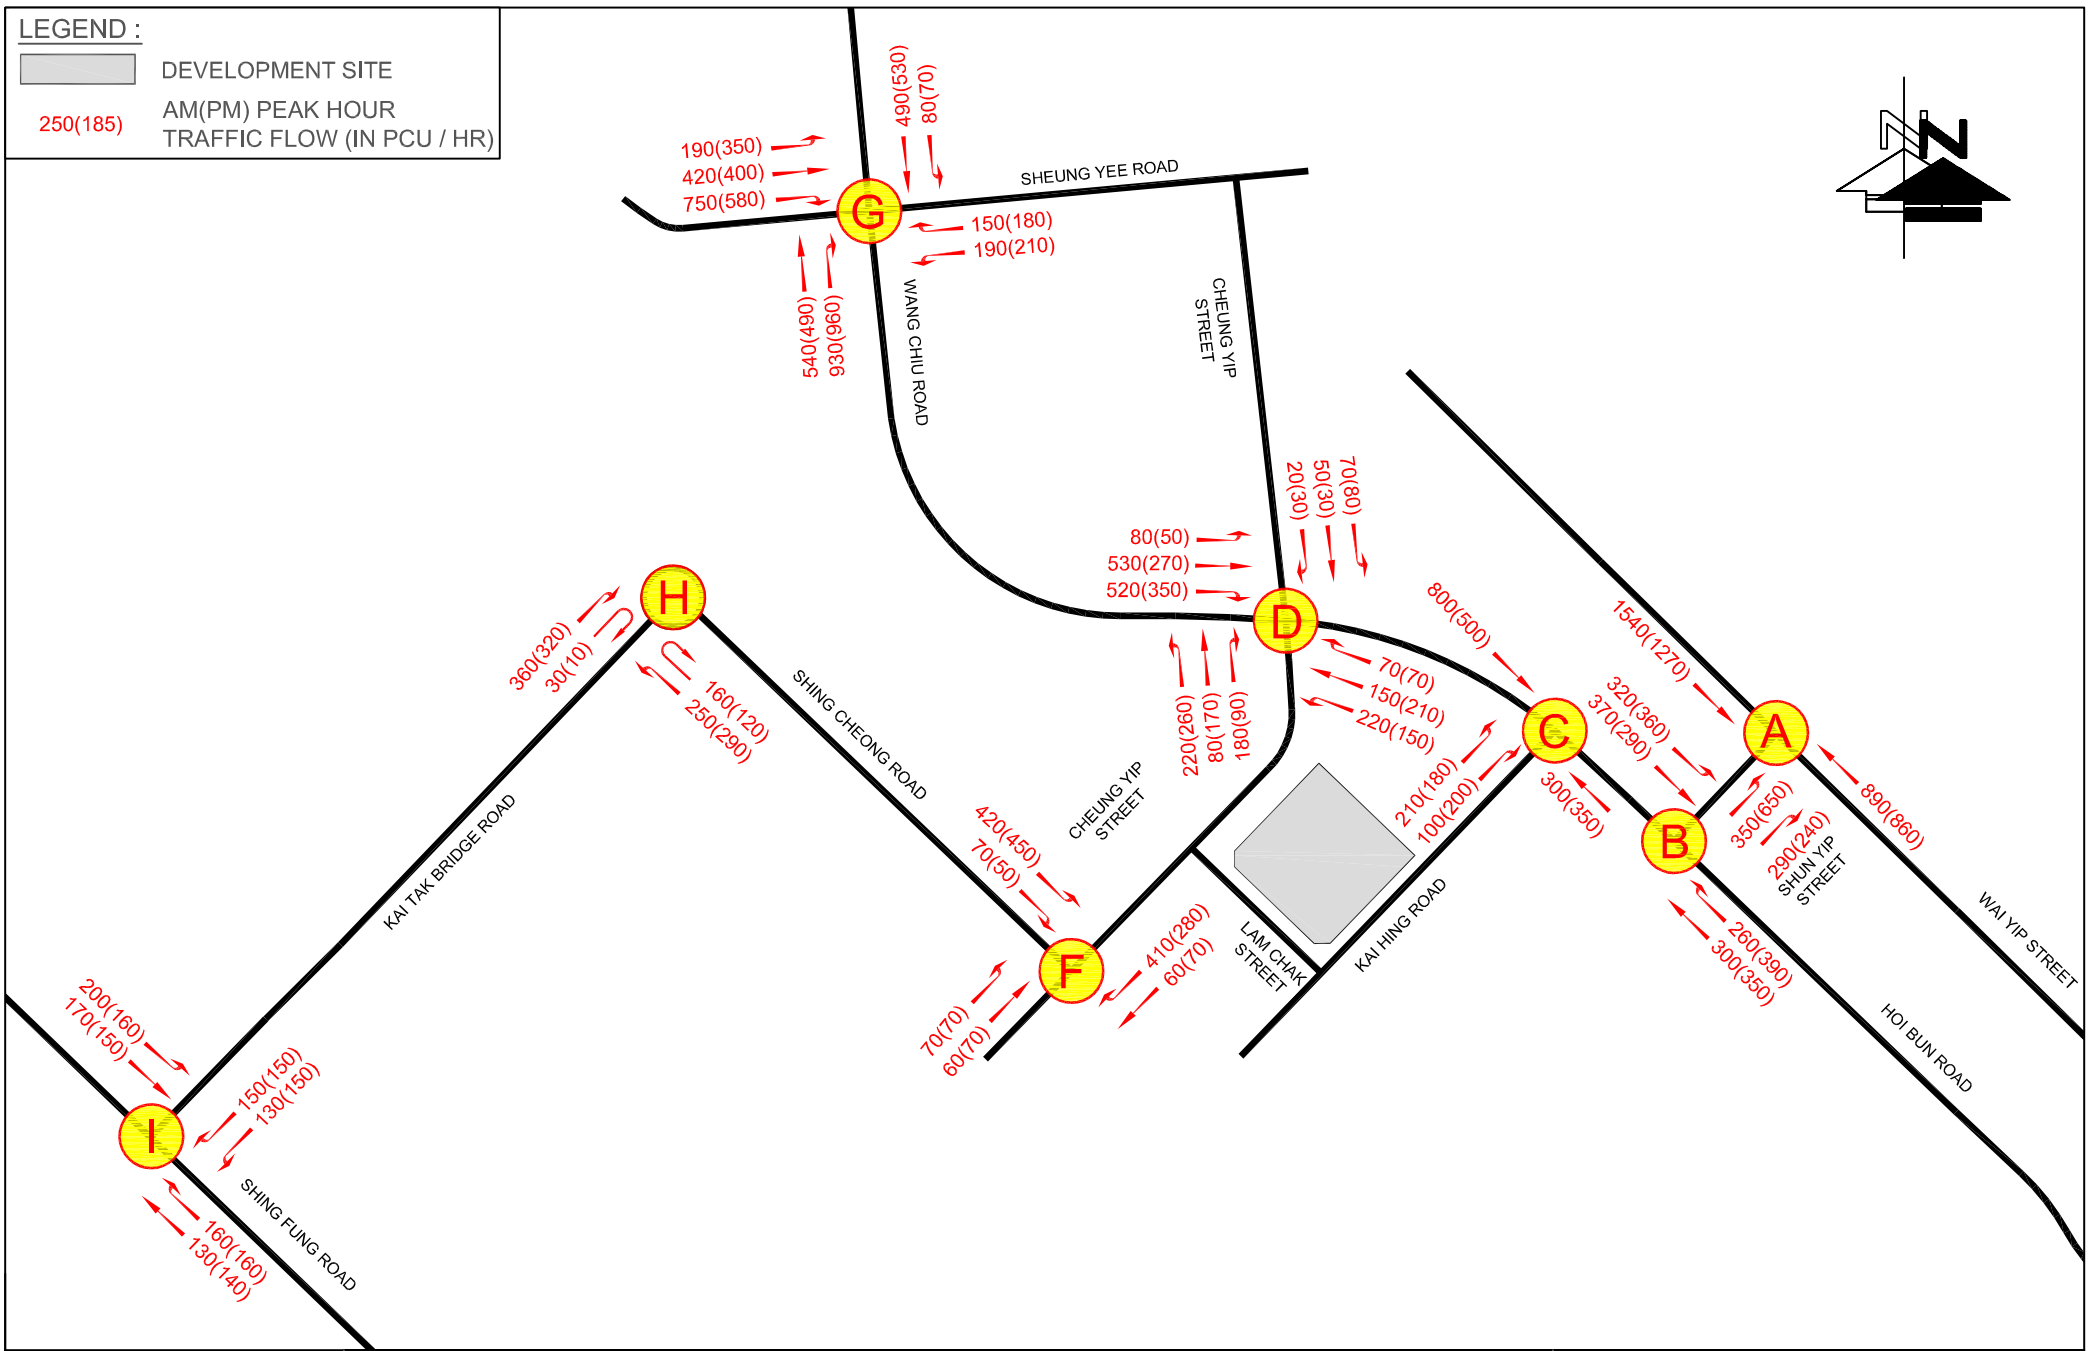 LEGEND :
DEVELOPMENT SITE
250(185)
AM(PM) PEAK HOUR
TRAFFIC FLOW (IN PCU / HR)
N
490(530)
80(70)
190(350)
420(400)
750(580)
G
SHEUNG YEE ROAD
150(180)
190(210)
540(490)
930(960)
WANG CHIU ROAD
CHEUNG YIP
STREET
20(30)
50(30)
70(80)
80(50)
530(270)
520(350)
D
220(260)
80(170)
180(90)
70(70)
150(210)
220(150)
800(500)
C
210(180)
100(200)
300(350)
1540(1270)
320(360)
370(290)
A
350(650)
290(240)
SHUN YIP
STREET
890(860)
WAI YIP STREET
B
260(390)
300(350)
HOI BUN ROAD
H
360(320)
30(10)
160(120)
250(290)
SHING CHEONG ROAD
KAI TAK BRIDGE ROAD
CHEUNG YIP
STREET
420(450)
70(50)
F
410(280)
60(70)
70(70)
60(70)
LAM CHAK
STREET
KAI HING ROAD
200(160)
170(150)
150(150)
130(150)
I
160(160)
130(140)
SHING FUNG ROAD